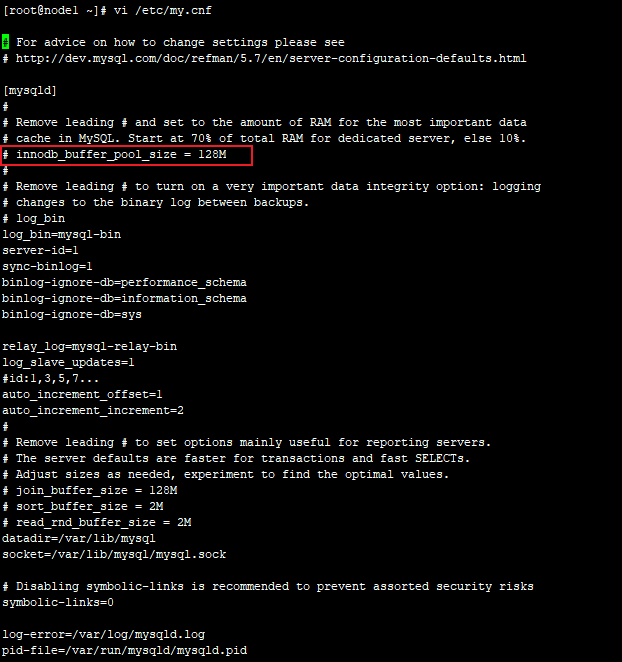 [root@node1 ~]# vi /etc/my.cnf
# For advice on how to change settings please see
# http://dev.mysql.com/doc/refman/5.7/en/server-configuration-defaults.html
[mysqld]
#
# Remove leading # and set to the amount of RAM for the most important data
# cache in MySQL. Start at 70% of total RAM for dedicated server, else 10%.
# innodb_buffer_pool_size = 128M
#
# Remove leading # to turn on a very important data integrity option: logging
# changes to the binary log between backups.
# log_bin
log_bin=mysql-bin
server-id=1
sync-binlog=1
binlog-ignore-db=performance_schema
binlog-ignore-db=information_schema
binlog-ignore-db=sys
relay_log=mysql-relay-bin
log_slave_updates=1
#id:1,3,5,7...
auto_increment_offset=1
auto_increment_increment=2
#
# Remove leading # to set options mainly useful for reporting servers.
# The server defaults are faster for transactions and fast SELECTs.
# Adjust sizes as needed, experiment to find the optimal values.
# join_buffer_size = 128M
# sort_buffer_size = 2M
# read_rnd_buffer_size = 2M
datadir=/var/lib/mysql
socket=/var/lib/mysql/mysql.sock
# Disabling symbolic-links is recommended to prevent assorted security risks
symbolic-links=0
log-error=/var/log/mysqld.log
pid-file=/var/run/mysqld/mysqld.pid